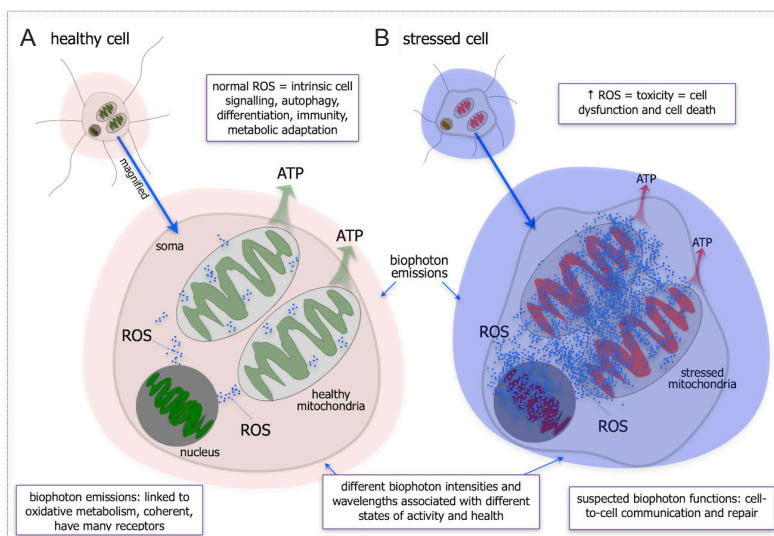 A healthy cell
B stressed cell
normal ROS = intrinsic cell
signalling, autophagy,
differentiation, immunity,
metabolic adaptation
↑ ROS = toxicity = cell
dysfunction and cell death
magnified
ATP
soma
ATP
ROS
healthy
mitochondria
ROS
nucleus
biophoton
emissions
ATP
ATP
ROS
stressed
mitochondria
ROS
biophoton emissions: linked to
oxidative metabolism, coherent,
have many receptors
different biophoton intensities and
wavelengths associated with different
states of activity and health
suspected biophoton functions: cell-
to-cell communication and repair